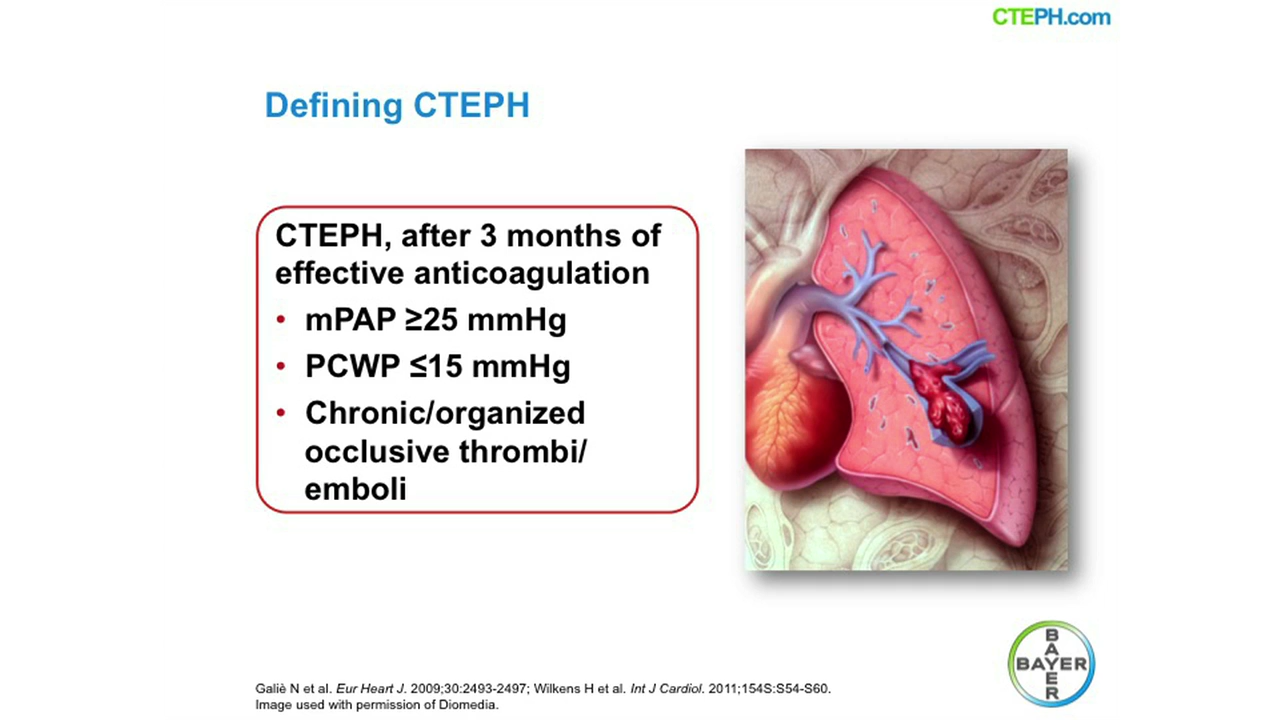 CTEPH.com
Defining CTEPH
CTEPH, after 3 months of
effective anticoagulation
• mPAP ≥25 mmHg
• PCWP ≤15 mmHg
• Chronic/organized
occlusive thrombi/
emboli
BAYER
BAYER
Galiè N et al. Eur Heart J. 2009;30:2493-2497; Wilkens H et al. Int J Cardiol. 2011;154S:S54-S60.
Image used with permission of Diomedia.